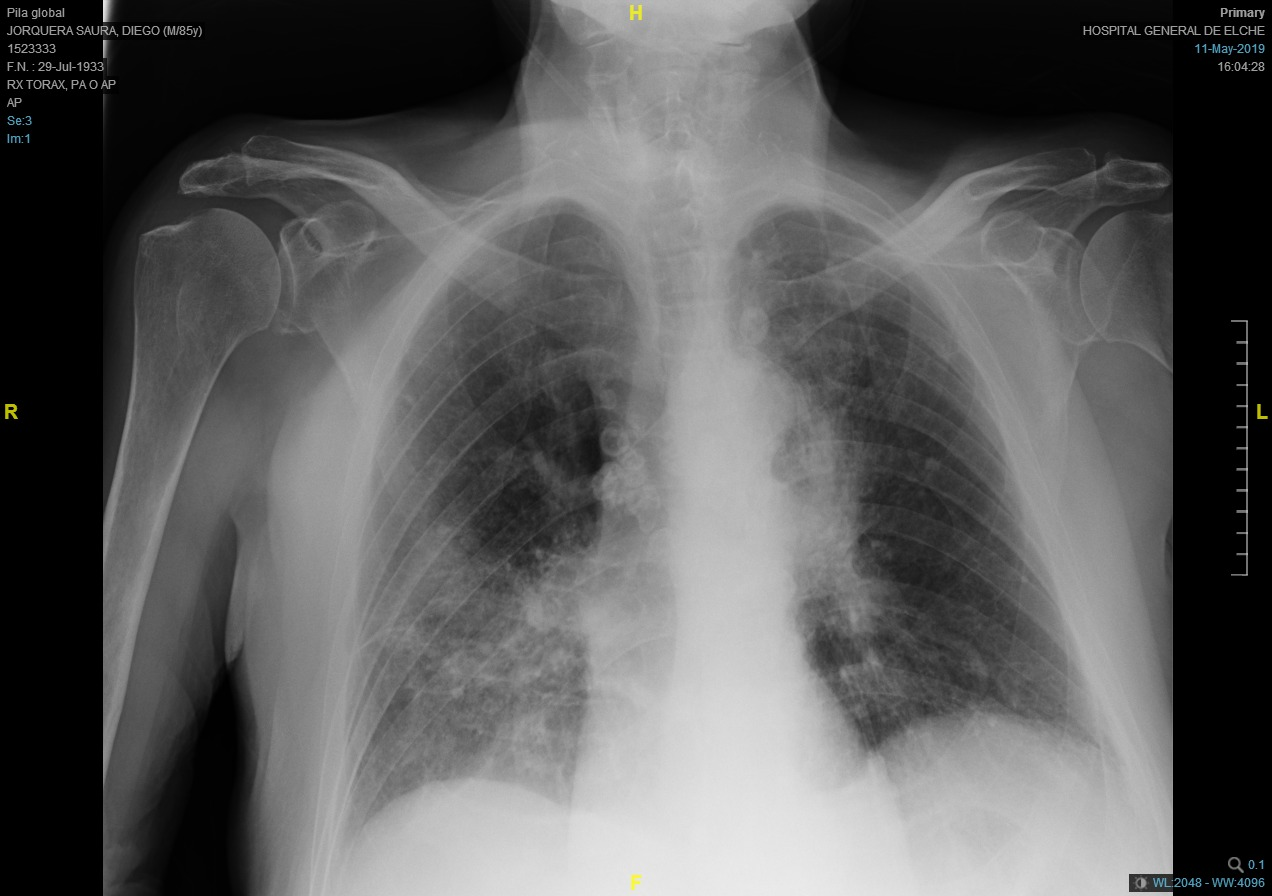 Pila global
JORQUERA SAURA, DIEGO (M/85y)
1523333
F.N. : 29-Jul-1933
RX TORAX, PA O AP
AP
Se:3
Im:1
H
Primary
HOSPITAL GENERAL DE ELCHE
11-May-2019
16:04:28
R
L
F
0.1
WL:2048 - WW:4096